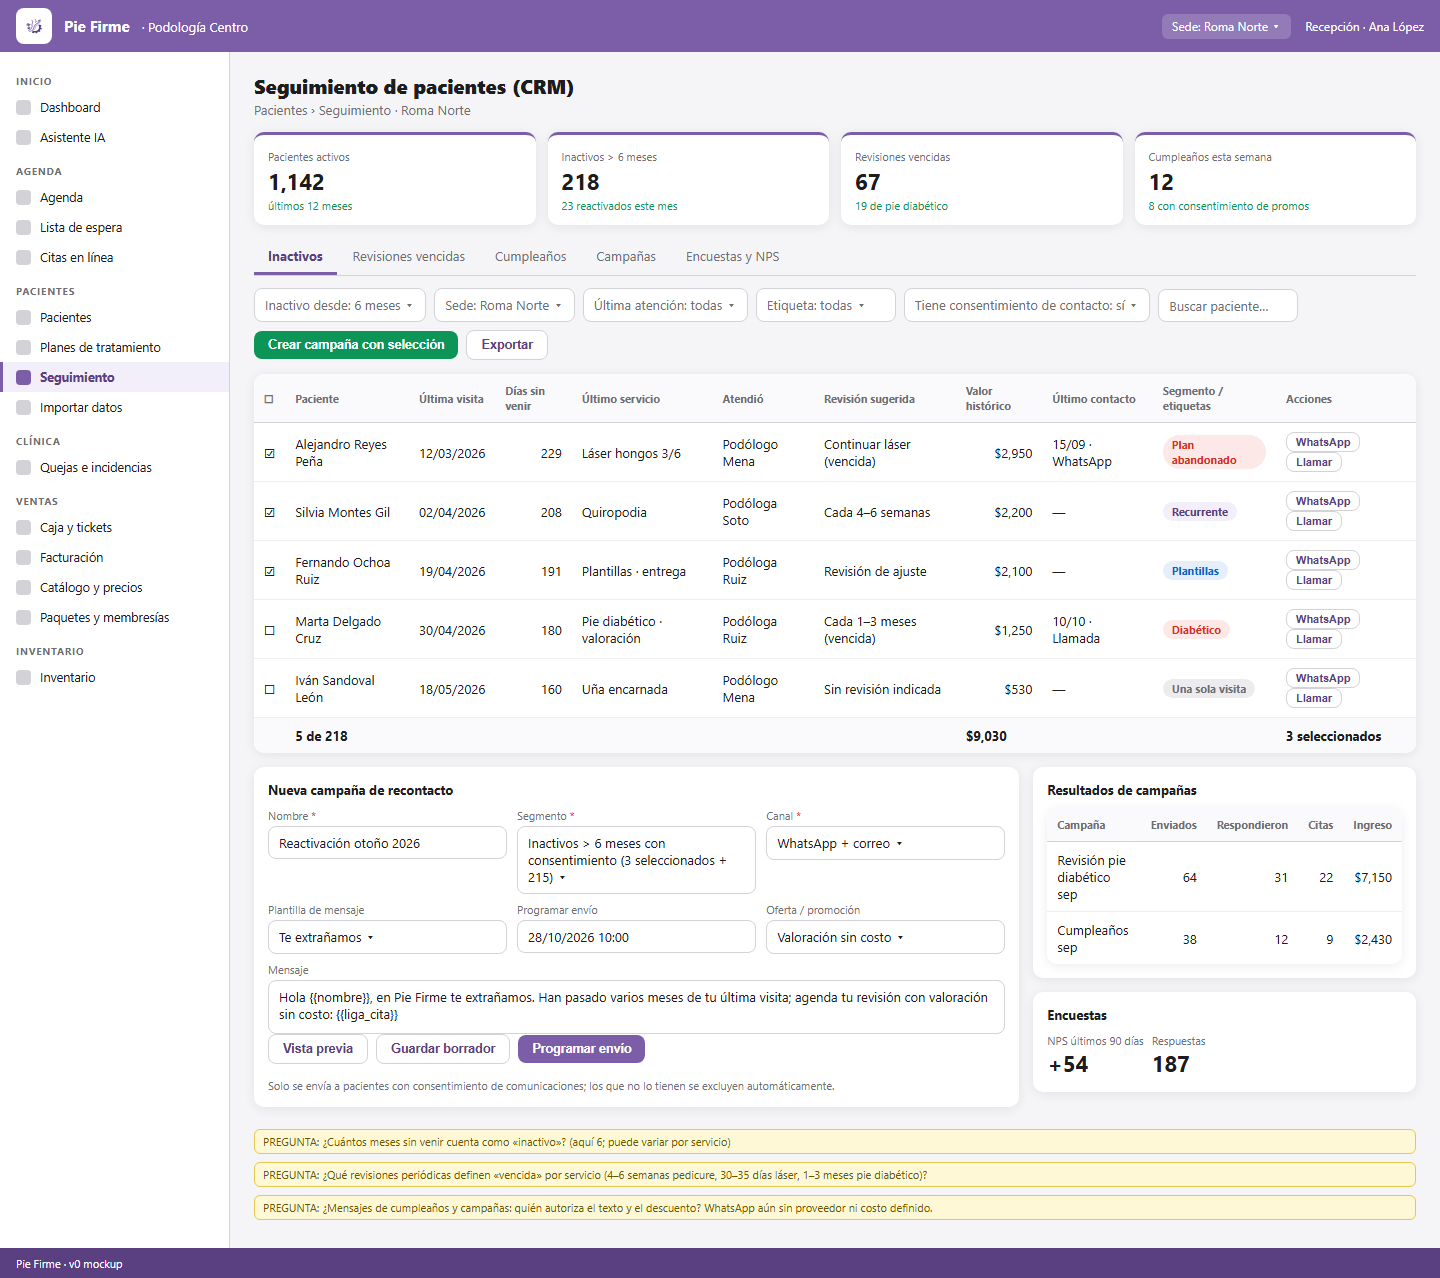 Pie Firme · Podología Centro
Sede: Roma Norte ▾
Recepción · Ana López
INICIO
Dashboard
Asistente IA
AGENDA
Agenda
Lista de espera
Citas en línea
PACIENTES
Pacientes
Planes de tratamiento
Seguimiento
Importar datos
CLÍNICA
Quejas e incidencias
VENTAS
Caja y tickets
Facturación
Catálogo y precios
Paquetes y membresías
INVENTARIO
Inventario
Seguimiento de pacientes (CRM)
Pacientes › Seguimiento · Roma Norte
Pacientes activos
1,142
últimos 12 meses
Inactivos > 6 meses
218
23 reactivados este mes
Revisiones vencidas
67
19 de pie diabético
Cumpleaños esta semana
12
8 con consentimiento de promos
Inactivos Revisiones vencidas Cumpleaños Campañas Encuestas y NPS
Inactivo desde: 6 meses ▾ Sede: Roma Norte ▾ Última atención: todas ▾ Etiqueta: todas ▾ Tiene consentimiento de contacto: sí ▾ Buscar paciente...
Crear campaña con selección Exportar
☐ Paciente Última visita Días sin venir Último servicio Atendió Revisión sugerida Valor histórico Último contacto Segmento / etiquetas Acciones
☑ Alejandro Reyes Peña 12/03/2026 229 Láser hongos 3/6 Podólogo Mena Continuar láser (vencida) $2,950 15/09 · WhatsApp Plan abandonado WhatsApp Llamar
☑ Silvia Montes Gil 02/04/2026 208 Quiropodia Podóloga Soto Cada 4–6 semanas $2,200 — Recurrente WhatsApp Llamar
☑ Fernando Ochoa Ruiz 19/04/2026 191 Plantillas · entrega Podóloga Ruiz Revisión de ajuste $2,100 — Plantillas WhatsApp Llamar
☐ Marta Delgado Cruz 30/04/2026 180 Pie diabético · valoración Podóloga Ruiz Cada 1–3 meses (vencida) $1,250 10/10 · Llamada Diabético WhatsApp Llamar
☐ Iván Sandoval León 18/05/2026 160 Uña encarnada Podólogo Mena Sin revisión indicada $530 — Una sola visita WhatsApp Llamar
5 de 218 $9,030 3 seleccionados
Nueva campaña de recontacto
Nombre *
Reactivación otoño 2026
Segmento *
Inactivos > 6 meses con
consentimiento (3 seleccionados +
215) ▾
Canal *
WhatsApp + correo ▾
Plantilla de mensaje
Te extrañamos ▾
Programar envío
28/10/2026 10:00
Oferta / promoción
Valoración sin costo ▾
Mensaje
Hola {{nombre}}, en Pie Firme te extrañamos. Han pasado varios meses de tu última visita; agenda tu revisión con valoración
sin costo: {{liga_cita}}
Vista previa Guardar borrador Programar envío
Solo se envía a pacientes con consentimiento de comunicaciones; los que no lo tienen se excluyen automáticamente.
Resultados de campañas
Campaña Enviados Respondieron Citas Ingreso
Revisión pie diabético sep 64 31 22 $7,150
Cumpleaños sep 38 12 9 $2,430
Encuestas
NPS últimos 90 días
+54
Respuestas
187
PREGUNTA: ¿Cuántos meses sin venir cuenta como «inactivo»? (aquí 6; puede variar por servicio)
PREGUNTA: ¿Qué revisiones periódicas definen «vencida» por servicio (4–6 semanas pedicure, 30–35 días láser, 1–3 meses pie diabético)?
PREGUNTA: ¿Mensajes de cumpleaños y campañas: quién autoriza el texto y el descuento? WhatsApp aún sin proveedor ni costo definido.
Pie Firme · v0 mockup